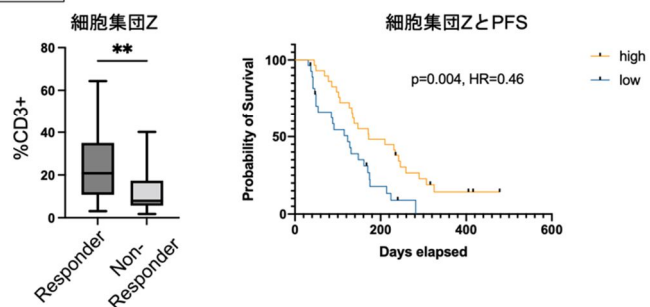 細胞集団Z
80
60
40
20
0
%CD3+
**
Responder
Non-
Responder
細胞集団ZとPFS
100
50
0
Probability of Survival
p=0.004, HR=0.46
high
low
0
200
400
600
Days elapsed